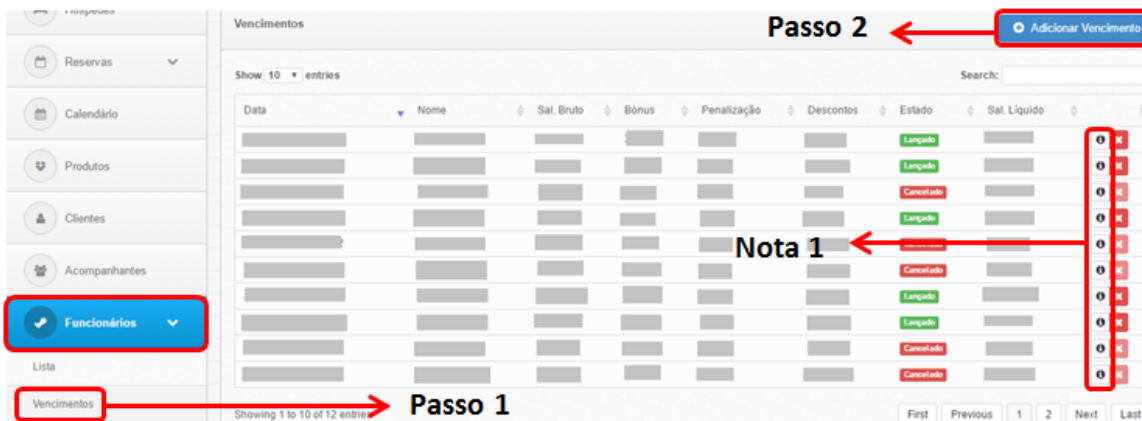 Hóspedes
Reservas
Calendário
Produtos
Clientes
Acompanhantes
Funcionários
Lista
Vencimentos
Passo 1
Vencimentos
Passo 2
Adicionar Vencimento
Show 10 entries
Search:
Data Nome Sal. Bruto Bônus Penalização Descontos Estado Sal. Líquido
Lançado
Lançado
Cancelado
Lançado
Nota 1
Cancelado
Lançado
Lançado
Cancelado
Cancelado
Showing 1 to 10 of 12 entries
First Previous 1 2 Next Last